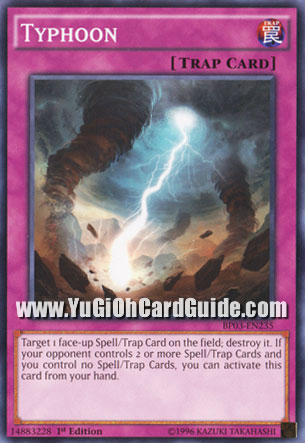 TYPHOON
TRAP
罠
[TRAP CARD]
www.YuGiOhCardGuide.com
BP03-EN235
Target 1 face-up Spell/Trap Card on the field; destroy it. If
your opponent controls 2 or more Spell/Trap Cards and
you control no Spell/Trap Cards, you can activate
this card from your hand.
14883228 1st Edition ©1996 KAZUKI TAKAHASHI